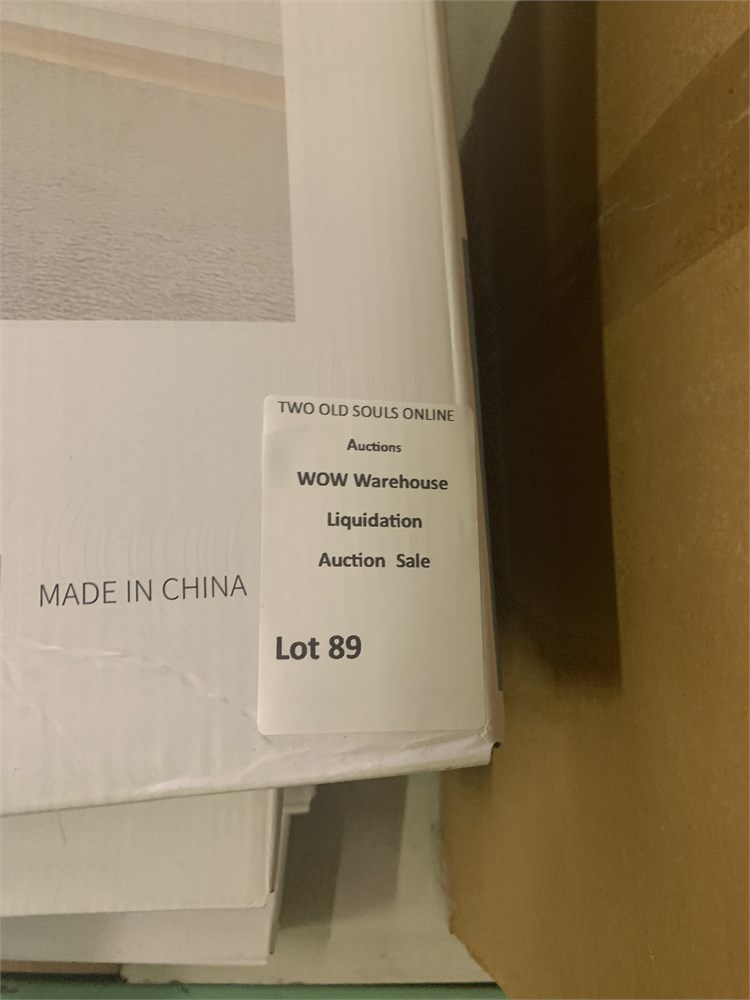 TWO OLD SOULS ONLINE
Auctions
WOW Warehouse
Liquidation
Auction Sale
MADE IN CHINA
Lot 89